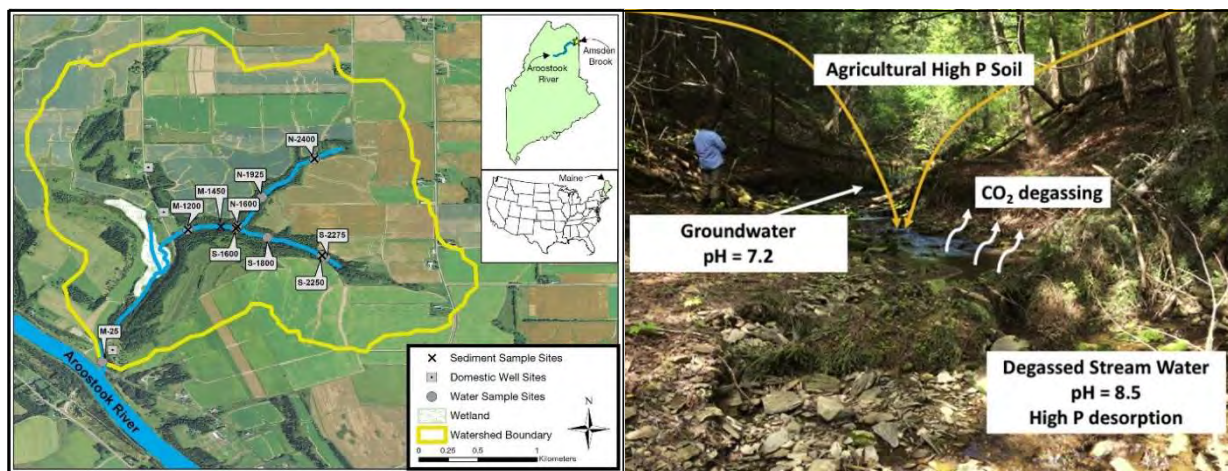 N-2400
N-1925
M-1450
N-1600
M-1200
S-2275
S-1600
S-1800
S-2250
M-25
Aroostook River
Amsden
Brook
Aroostook
River
Maine
Sediment Sample Sites
Domestic Well Sites
Water Sample Sites
Wetland
Watershed Boundary
N
0 0.25 0.5 1
Kilometers
Agricultural High P Soil
CO₂ degassing
Groundwater
pH = 7.2
Degassed Stream Water
pH = 8.5
High P desorption